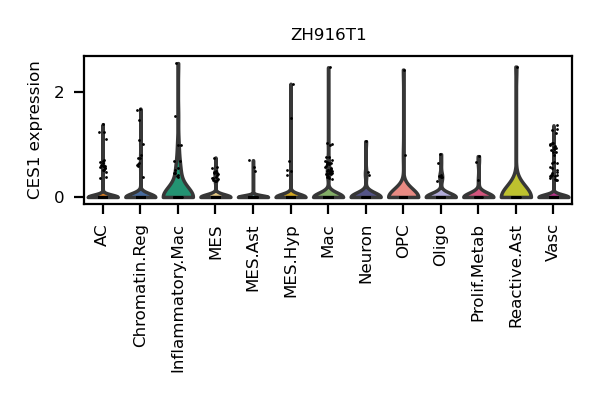 ZH916T1
CES1 expression
2
0
AC
Chromatin.Reg
Inflammatory.Mac
MES
MES.Ast
MES.Hyp
Mac
Neuron
OPC
Oligo
Prolif.Metab
Reactive.Ast
Vasc